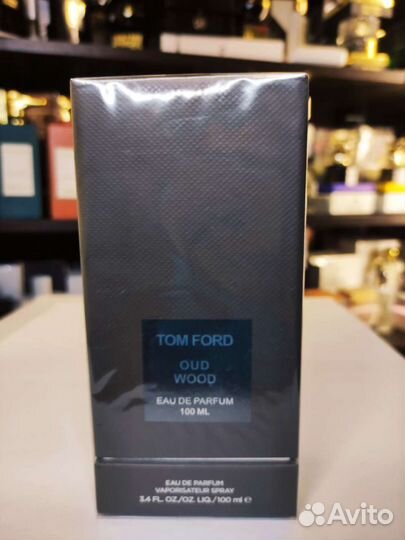 TOM FORD
OUD
WOOD
EAU DE PARFUM
100 ML
EAU DE PARFUM
VAPORISATEUR SPRAY
3.4 FL. OZ./OZ. LIQ./100 ml e
Avito